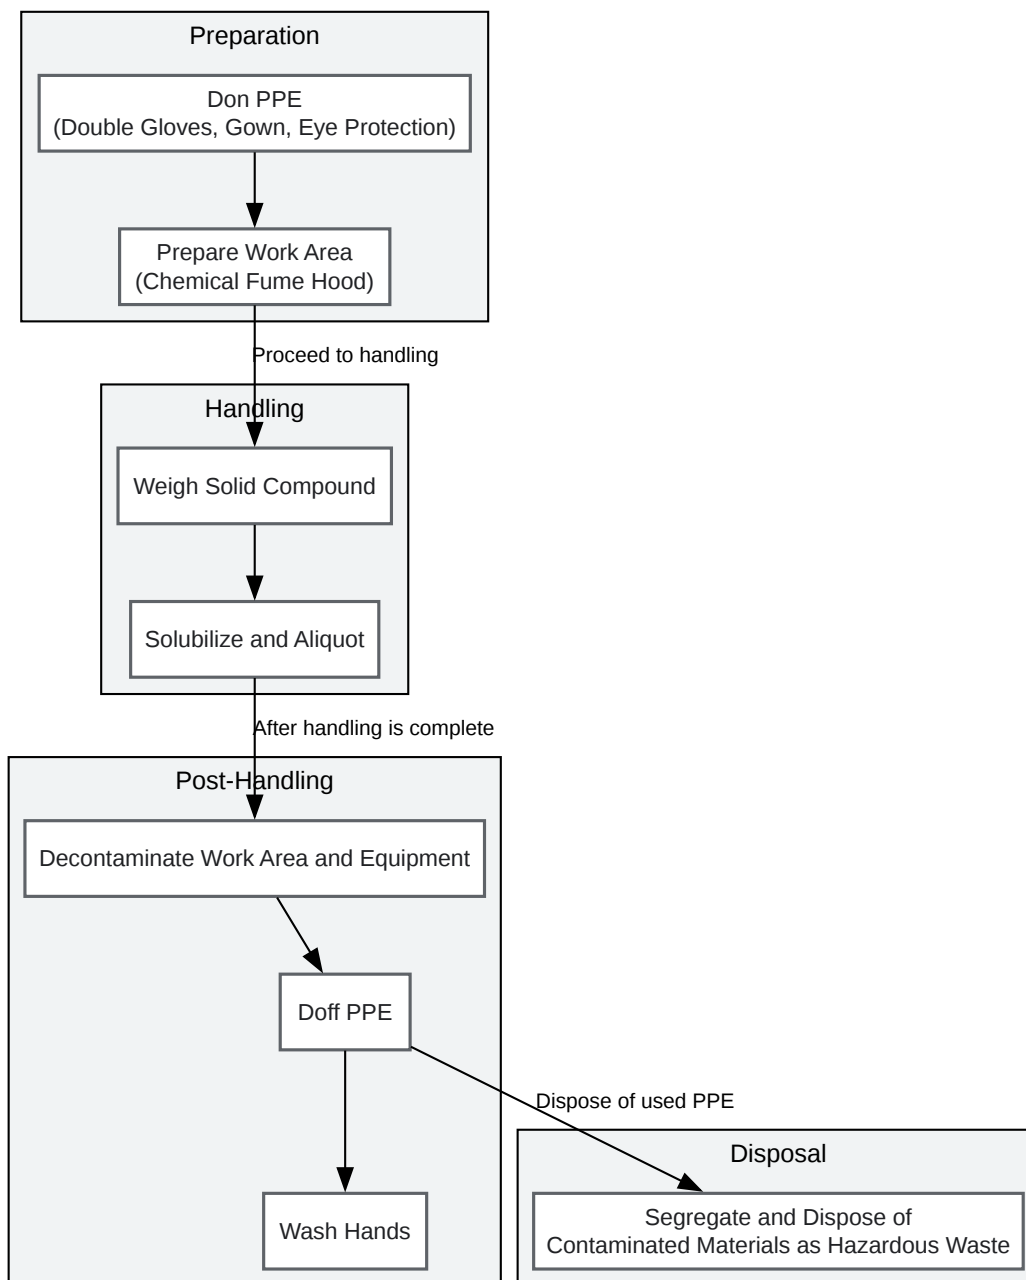 Preparation
Don PPE
(Double Gloves, Gown, Eye Protection)
Prepare Work Area
(Chemical Fume Hood)
Proceed to handling
Handling
Weigh Solid Compound
Solubilize and Aliquot
After handling is complete
Post-Handling
Decontaminate Work Area and Equipment
Doff PPE
Dispose of used PPE
Disposal
Wash Hands
Segregate and Dispose of
Contaminated Materials as Hazardous Waste